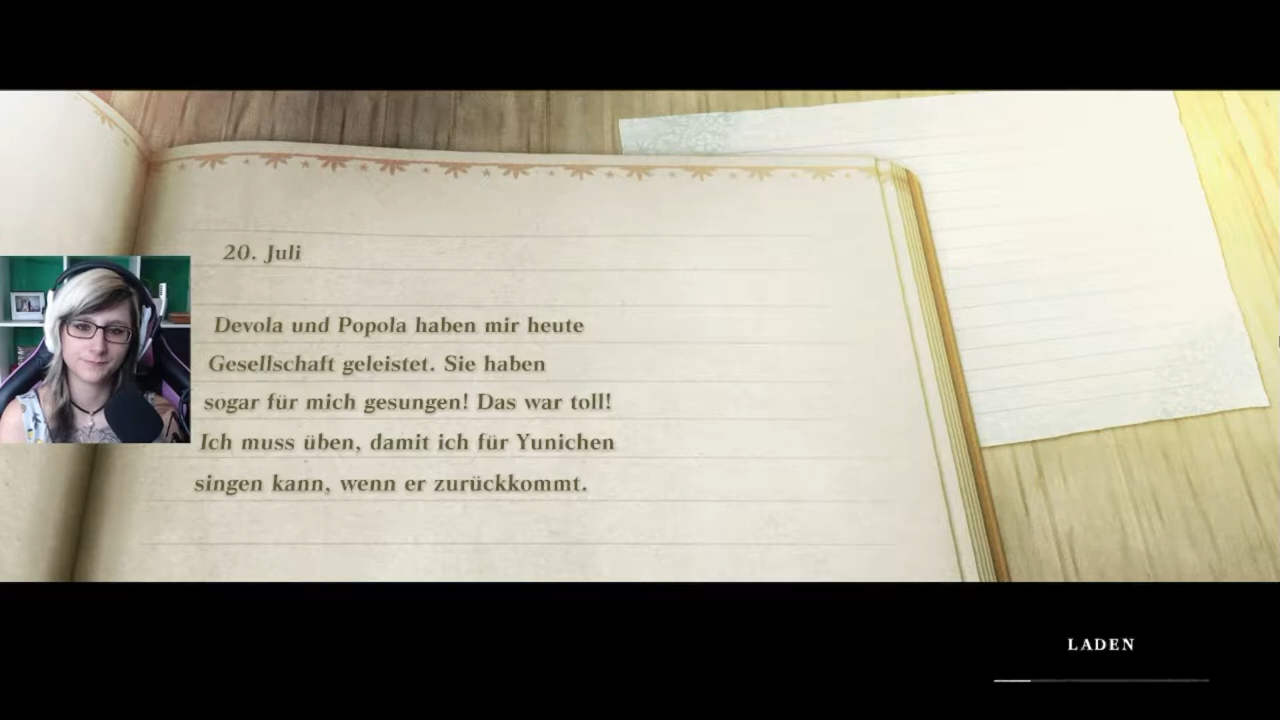 20. Juli
Devola und Popola haben mir heute
Gesellschaft geleistet. Sie haben
sogar für mich gesungen! Das war toll!
Ich muss üben, damit ich für Yunichen
singen kann, wenn er zurückkommt.
LADEN